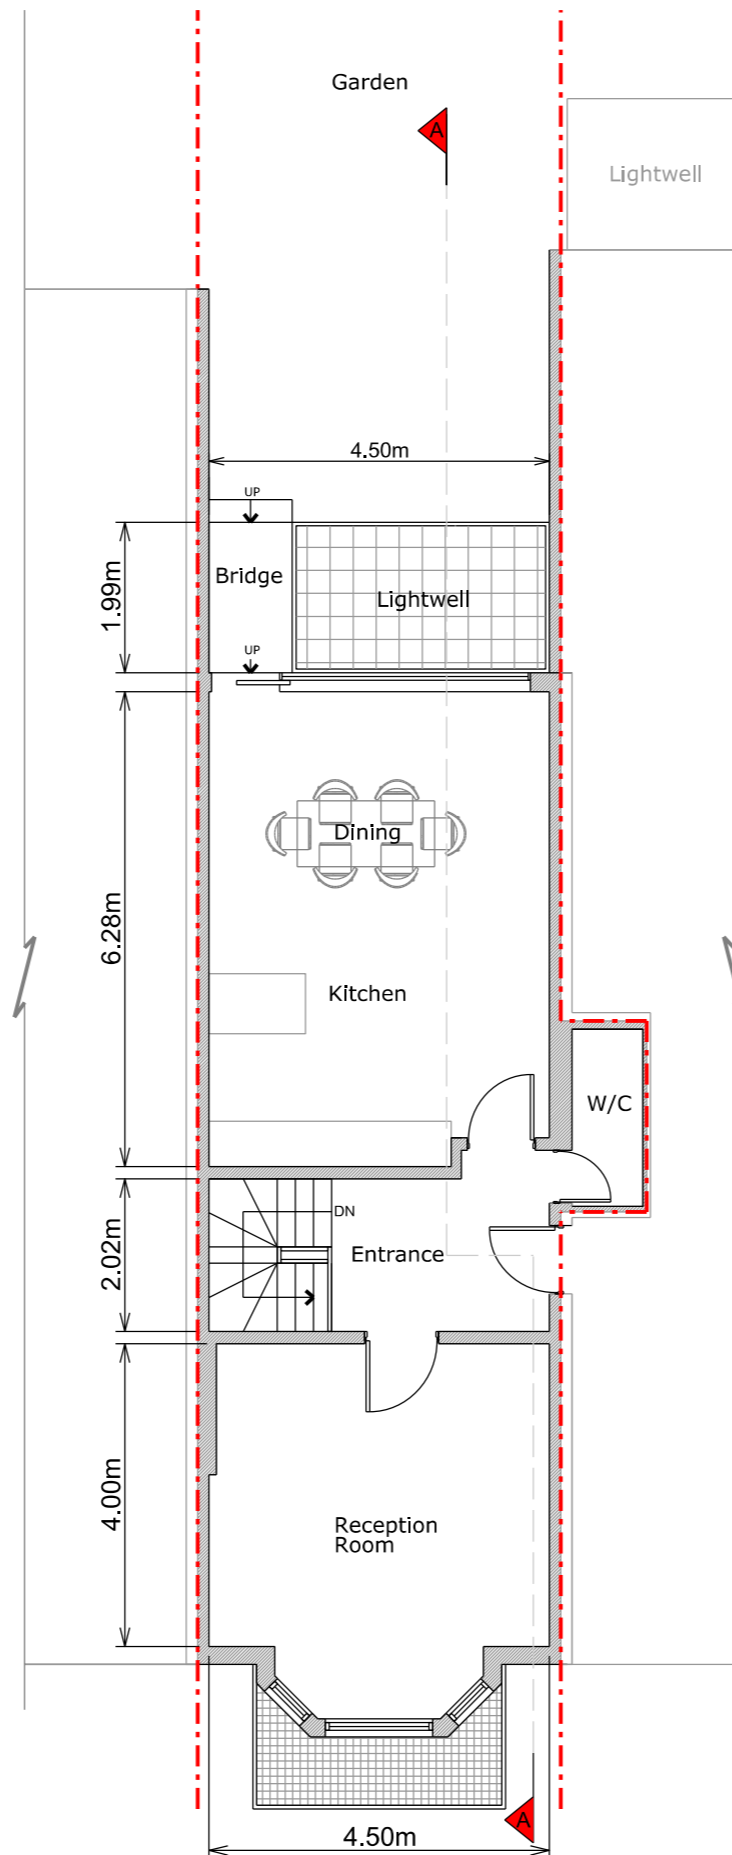 Garden
A
Lightwell
4.50m
UP
1.99m
Bridge
Lightwell
UP
Dining
6.28m
Kitchen
W/C
DN
2.02m
Entrance
4.00m
Reception
Room
A
4.50m